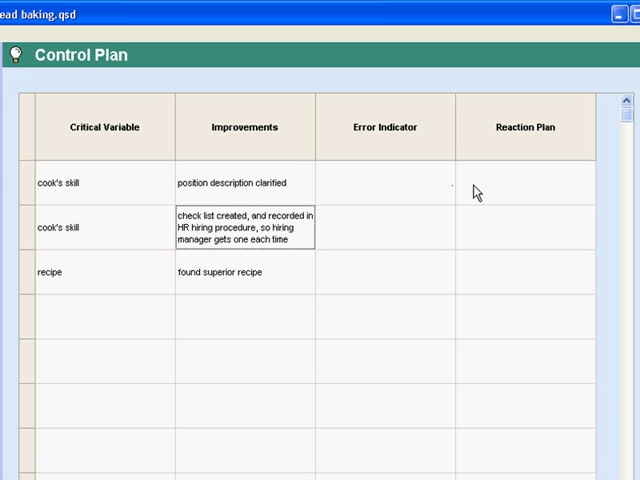 ead baking.qsd
Control Plan
Critical Variable Improvements Error Indicator Reaction Plan
cook's skill position description clarified
check list created, and recorded in
cook's skill HR hiring procedure, so hiring
manager gets one each time
recipe found superior recipe